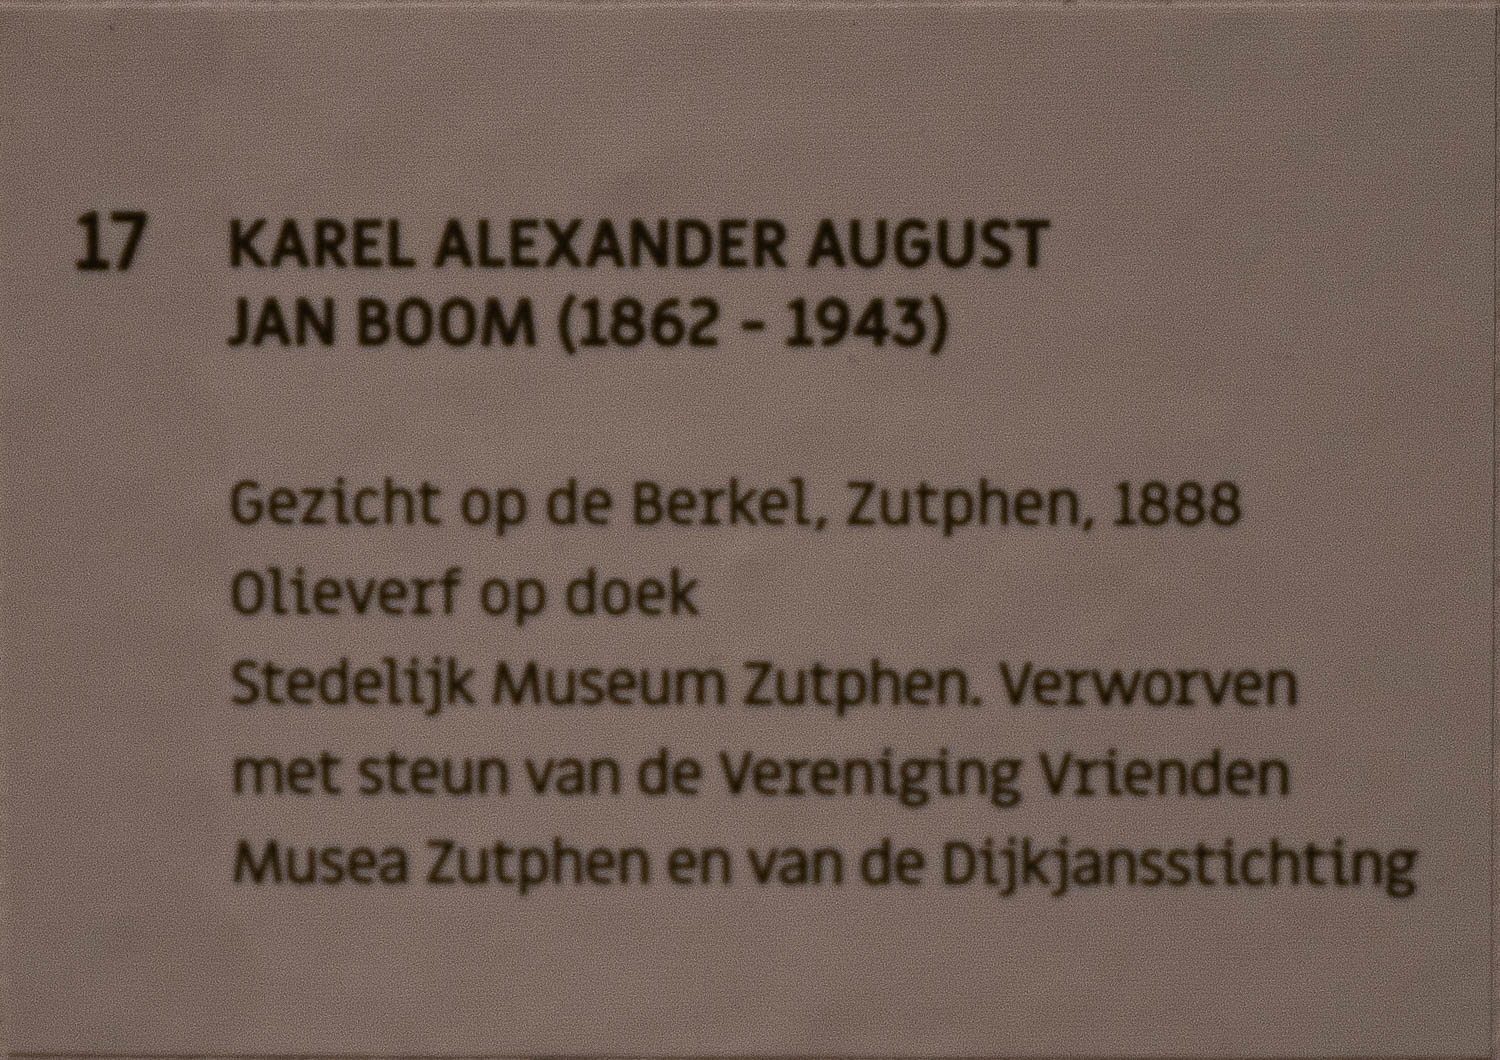 17 KAREL ALEXANDER AUGUST
JAN BOOM (1862 - 1943)
Gezicht op de Berkel, Zutphen, 1888
Olieverf op doek
Stedelijk Museum Zutphen. Verworven
met steun van de Vereniging Vrienden
Musea Zutphen en van de Dijkjansstichting